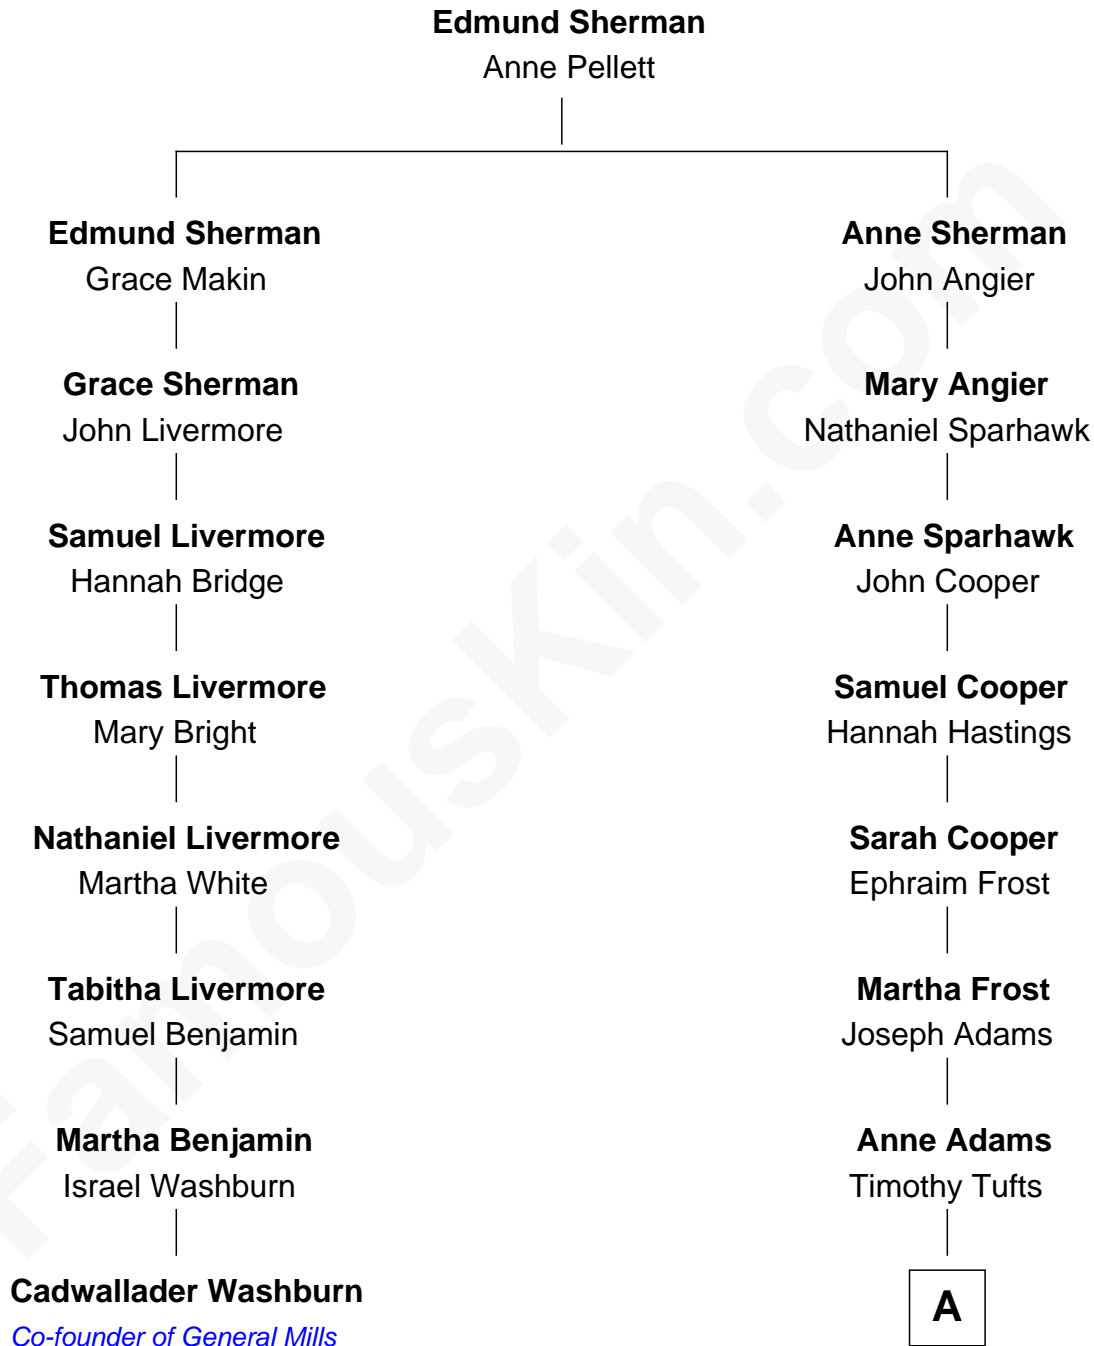 Edmund Sherman
Anne Pellett
Edmund Sherman
Grace Makin
Anne Sherman
John Angier
Grace Sherman
John Livermore
Mary Angier
Nathaniel Sparhawk
Samuel Livermore
Hannah Bridge
Anne Sparhawk
John Cooper
Thomas Livermore
Mary Bright
Samuel Cooper
Hannah Hastings
Nathaniel Livermore
Martha White
Sarah Cooper
Ephraim Frost
Tabitha Livermore
Samuel Benjamin
Martha Frost
Joseph Adams
Martha Benjamin
Israel Washburn
Anne Adams
Timothy Tufts
Cadwallader Washburn
Co-founder of General Mills
A
FamousKin.com